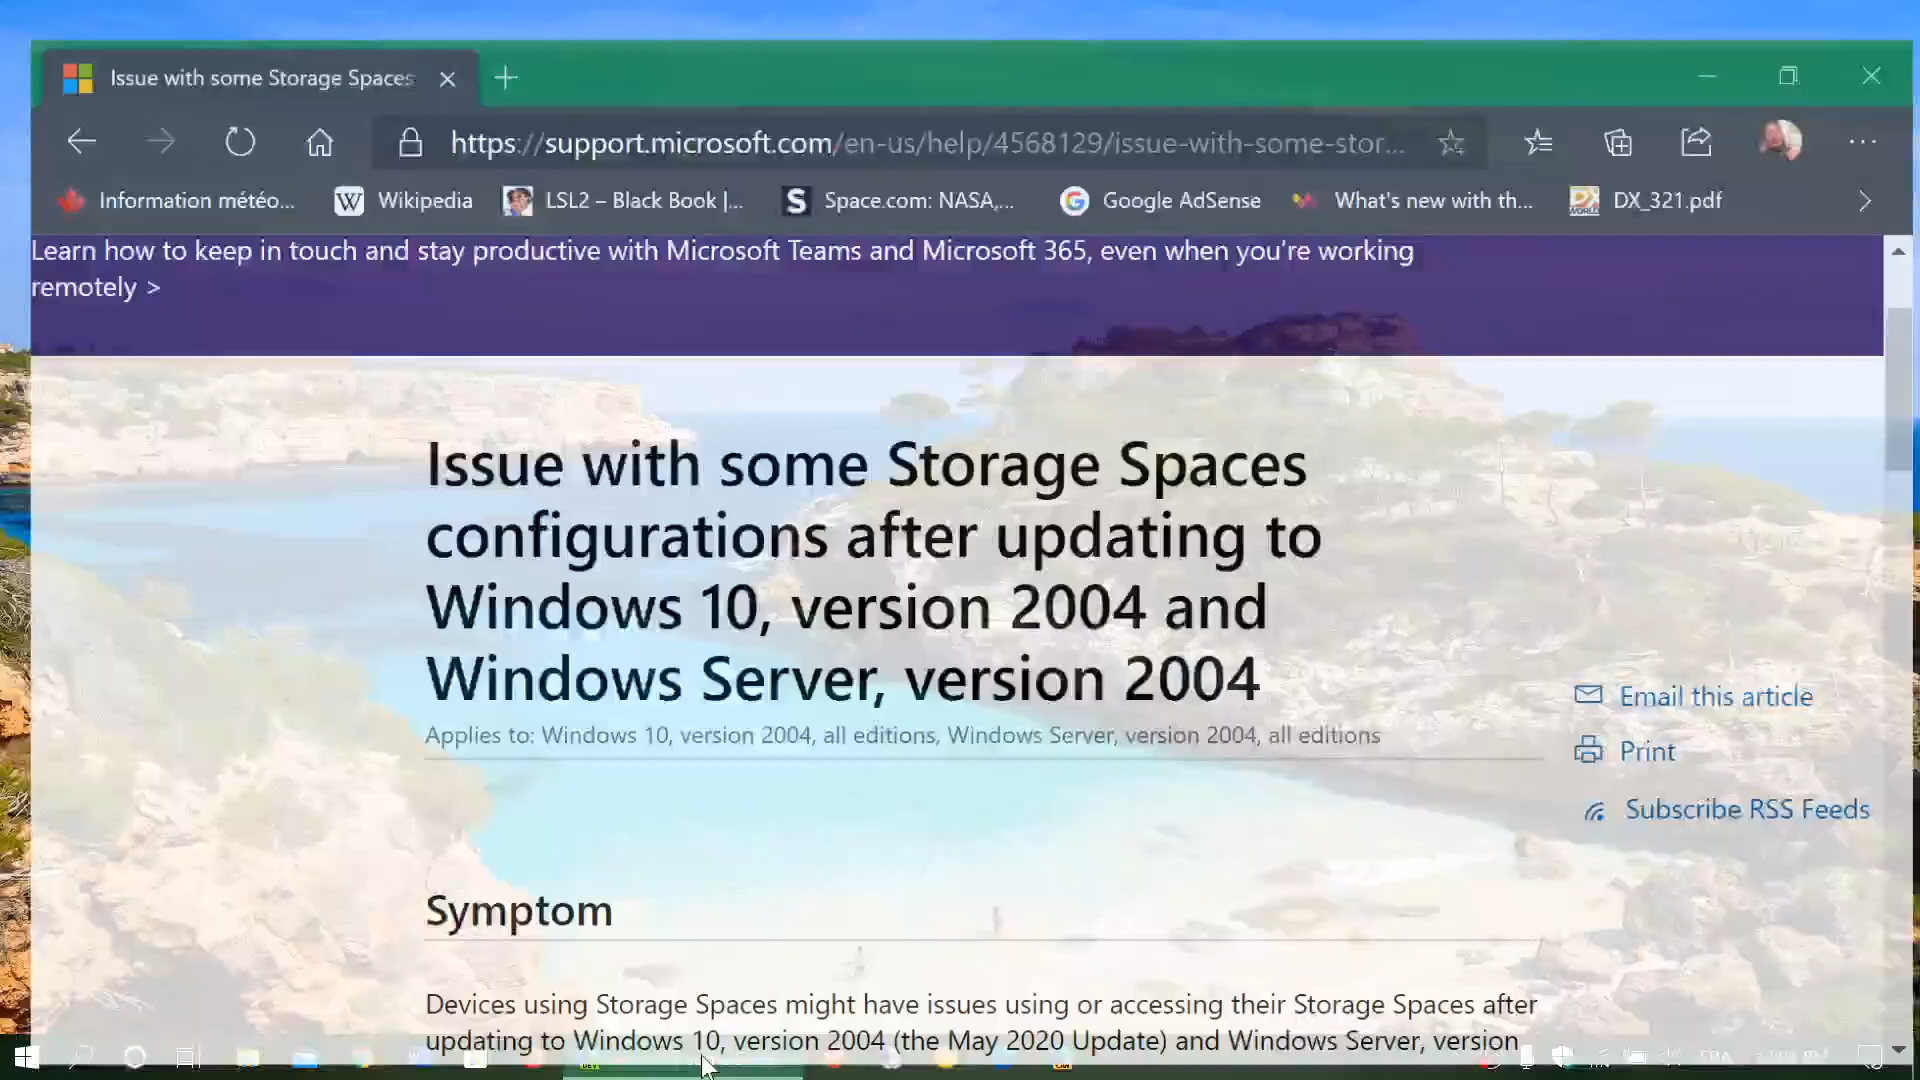 Issue with some Storage Spaces
https://support.microsoft.com/en-us/help/4568129/issue-with-some-stor...
Information météo...
Wikipedia
LSL2 – Black Book |...
Space.com: NASA,...
Google AdSense
What's new with th...
DX_321.pdf
Learn how to keep in touch and stay productive with Microsoft Teams and Microsoft 365, even when you're working
remotely >
Issue with some Storage Spaces
configurations after updating to
Windows 10, version 2004 and
Windows Server, version 2004
Applies to: Windows 10, version 2004, all editions, Windows Server, version 2004, all editions
Email this article
Print
Subscribe RSS Feeds
Symptom
Devices using Storage Spaces might have issues using or accessing their Storage Spaces after
updating to Windows 10, version 2004 (the May 2020 Update) and Windows Server, version